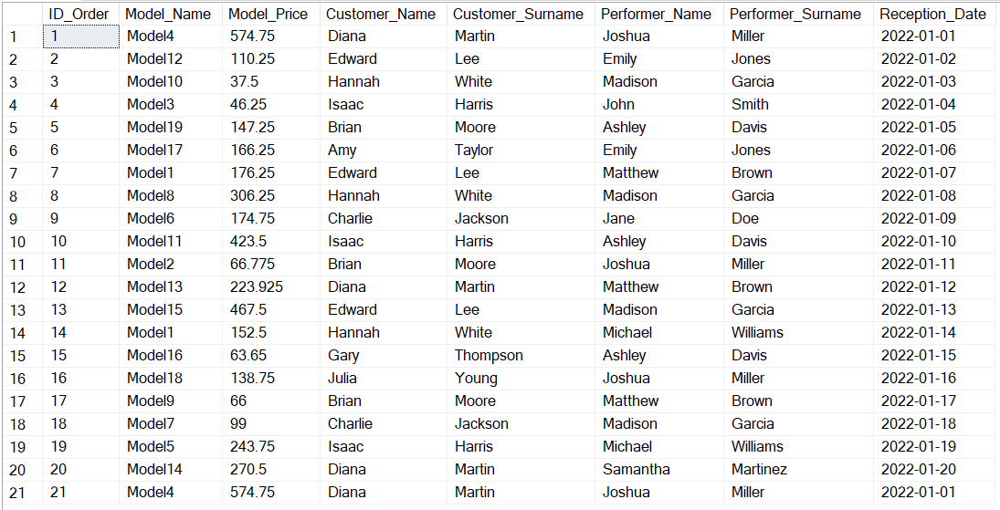 ID_Order Model_Name Model_Price Customer_Name Customer_Surname Performer_Name Performer_Surname Reception_Date
1 1 Model4 574.75 Diana Martin Joshua Miller 2022-01-01
2 2 Model12 110.25 Edward Lee Emily Jones 2022-01-02
3 3 Model10 37.5 Hannah White Madison Garcia 2022-01-03
4 4 Model3 46.25 Isaac Harris John Smith 2022-01-04
5 5 Model19 147.25 Brian Moore Ashley Davis 2022-01-05
6 6 Model17 166.25 Amy Taylor Emily Jones 2022-01-06
7 7 Model1 176.25 Edward Lee Matthew Brown 2022-01-07
8 8 Model8 306.25 Hannah White Madison Garcia 2022-01-08
9 9 Model6 174.75 Charlie Jackson Jane Doe 2022-01-09
10 10 Model11 423.5 Isaac Harris Ashley Davis 2022-01-10
11 11 Model2 66.775 Brian Moore Joshua Miller 2022-01-11
12 12 Model13 223.925 Diana Martin Matthew Brown 2022-01-12
13 13 Model15 467.5 Edward Lee Madison Garcia 2022-01-13
14 14 Model1 152.5 Hannah White Michael Williams 2022-01-14
15 15 Model16 63.65 Gary Thompson Ashley Davis 2022-01-15
16 16 Model18 138.75 Julia Young Joshua Miller 2022-01-16
17 17 Model9 66 Brian Moore Matthew Brown 2022-01-17
18 18 Model7 99 Charlie Jackson Madison Garcia 2022-01-18
19 19 Model5 243.75 Isaac Harris Michael Williams 2022-01-19
20 20 Model14 270.5 Diana Martin Samantha Martinez 2022-01-20
21 21 Model4 574.75 Diana Martin Joshua Miller 2022-01-01